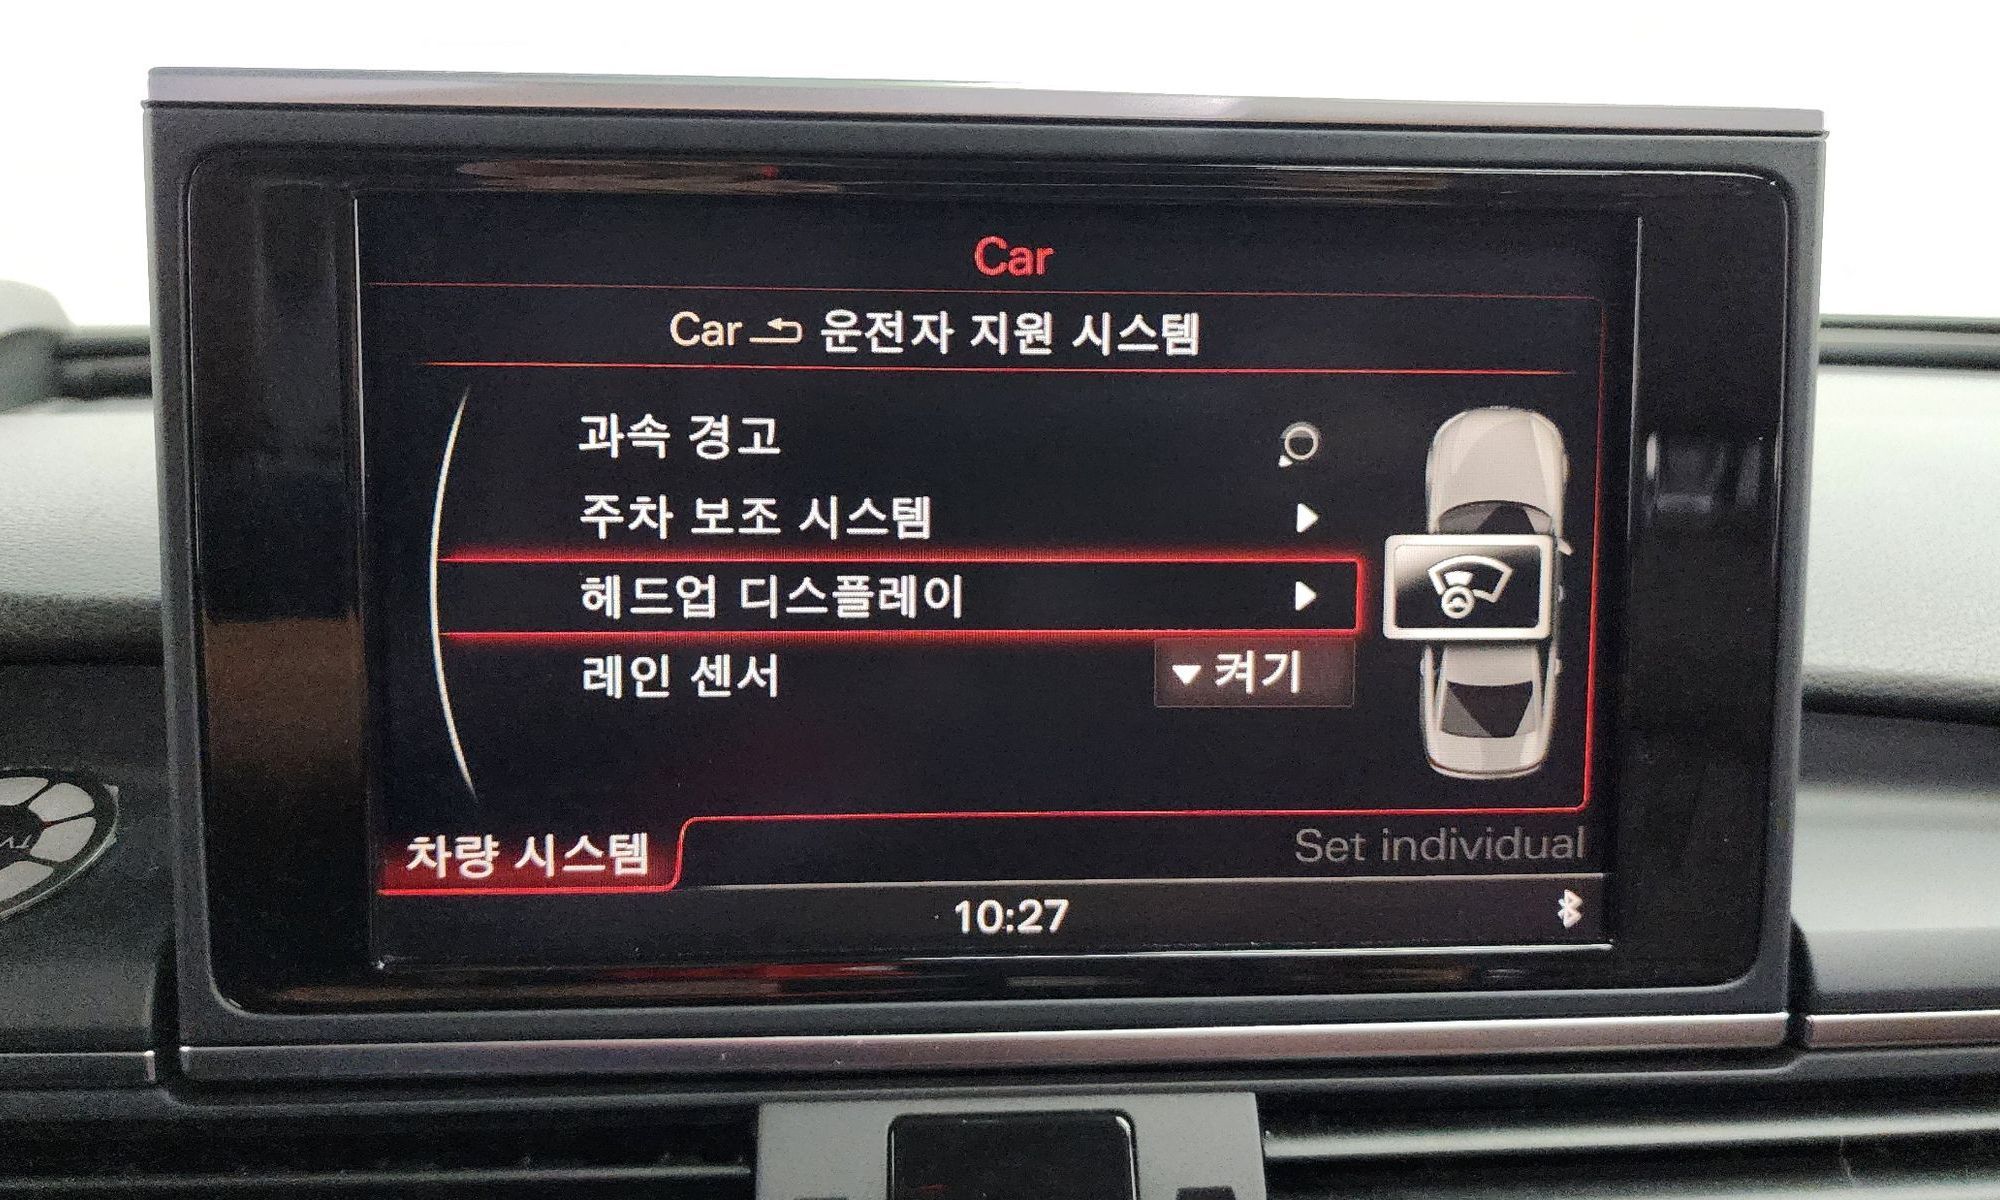 Car
Car 운전자 지원 시스템
과속 경고
주차 보조 시스템
헤드업 디스플레이
레인 센서 켜기
차량 시스템 Set individual
10:27